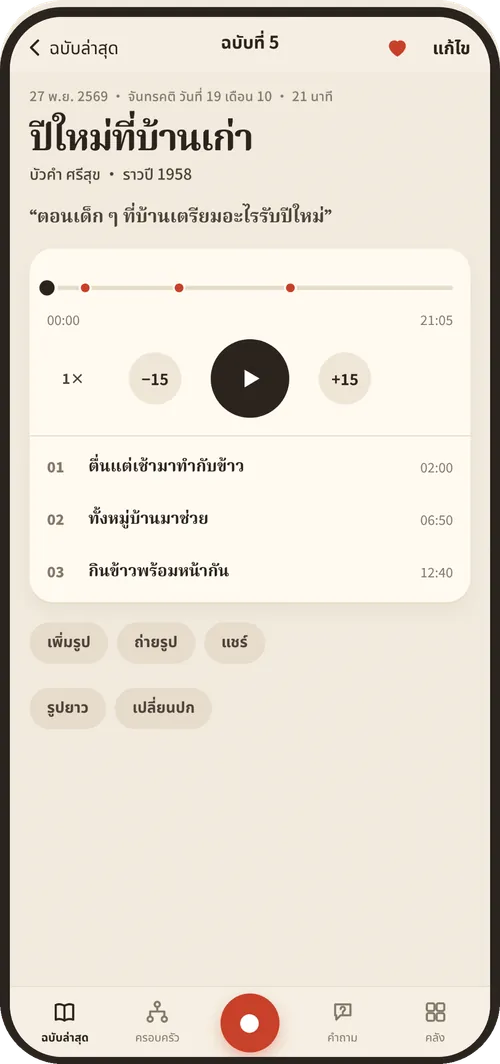 ฉบับล่าสุด
ฉบับที่ 5
แก้ไข
27 พ.ย. 2569 • จันทรคติ วันที่ 19 เดือน 10 • 21 นาที
ปีใหม่ที่บ้านเก่า
บัวคำ ศรีสุข • ราวปี 1958
“ตอนเด็ก ๆ ที่บ้านเตรียมอะไรรับปีใหม่”
00:00
21:05
1×
−15
+15
01 ตื่นแต่เช้ามาทำกับข้าว 02:00
02 ทั้งหมู่บ้านมาช่วย 06:50
03 กินข้าวพร้อมหน้ากัน 12:40
เพิ่มรูป
ถ่ายรูป
แชร์
รูปยาว
เปลี่ยนปก
ฉบับล่าสุด
ครอบครัว
คำถาม
คลัง